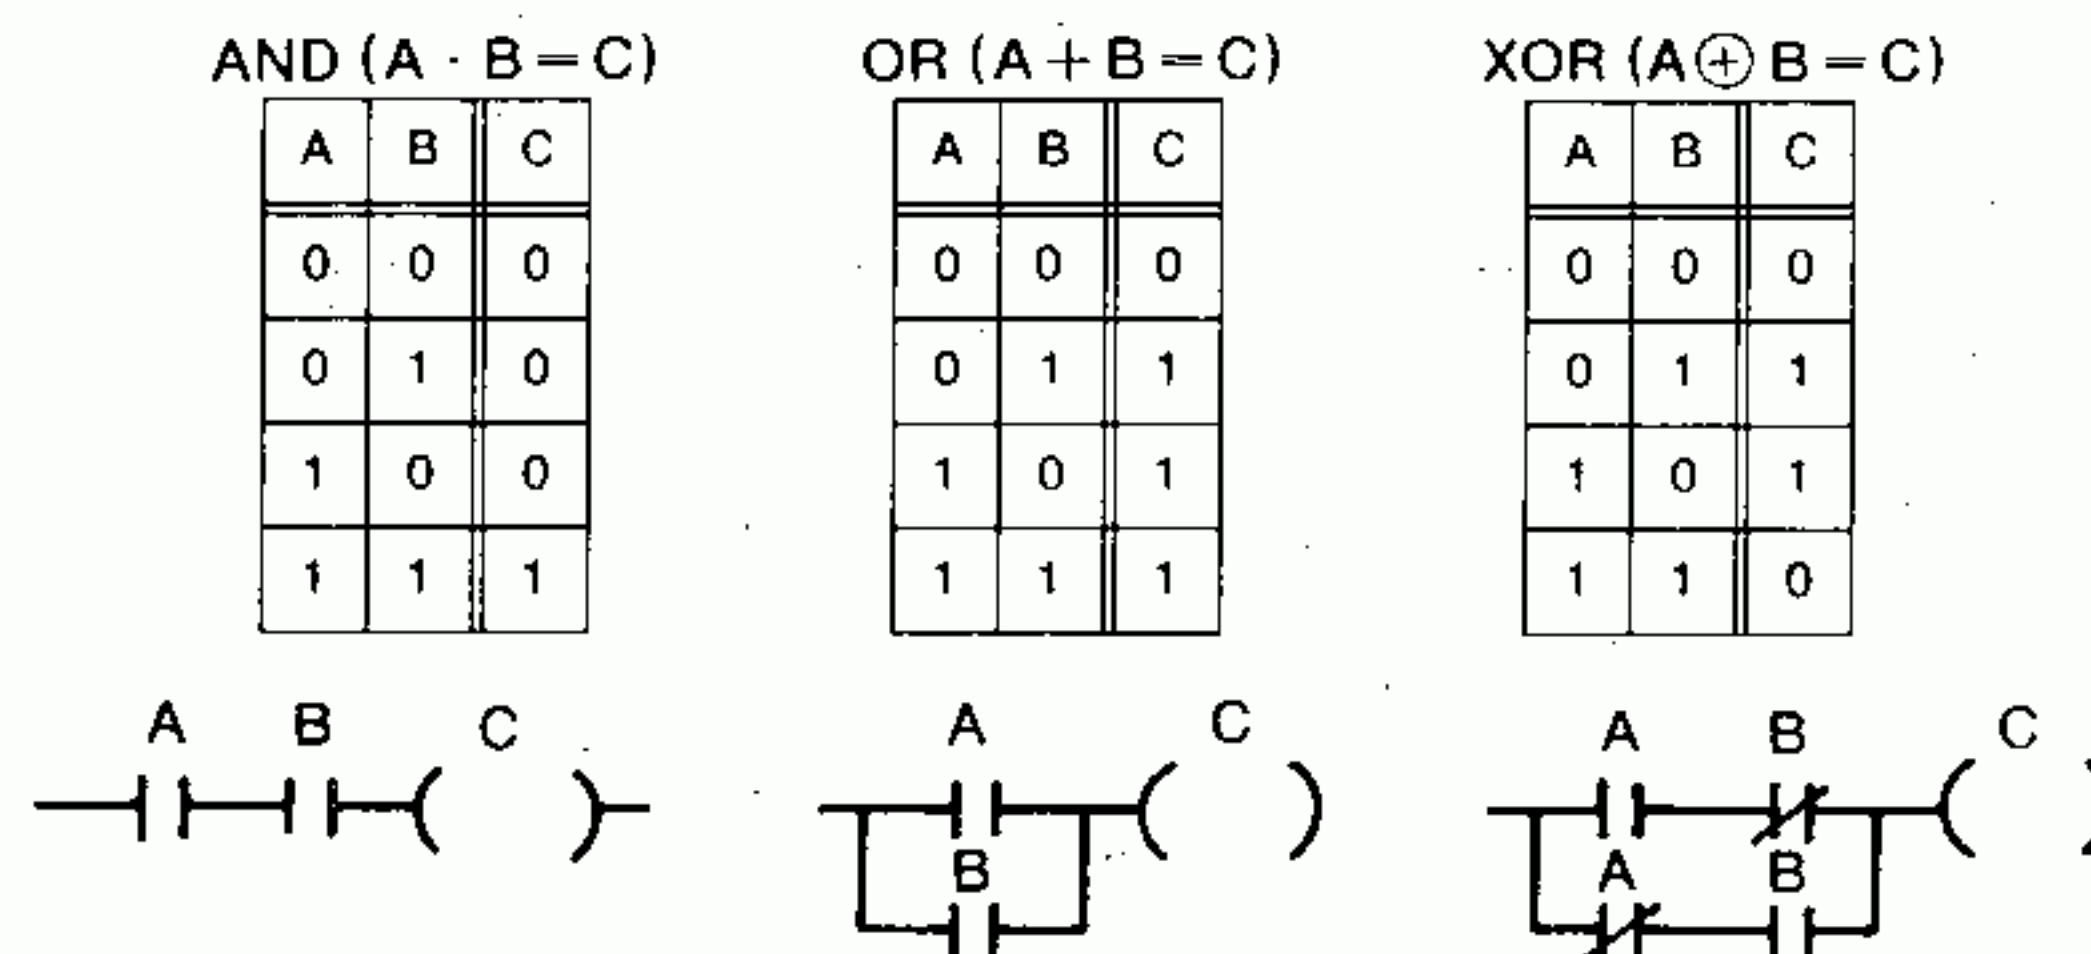 AND (A · B = C) OR (A + B = C) XOR (A ⊕ B = C)
A B C A B C A B C
0 0 0 0 0 0 0 0 0
0 1 0 0 1 1 0 1 1
1 0 0 1 0 1 1 0 1
1 1 1 1 1 1 1 1 0
A B C A C A B C
B A B